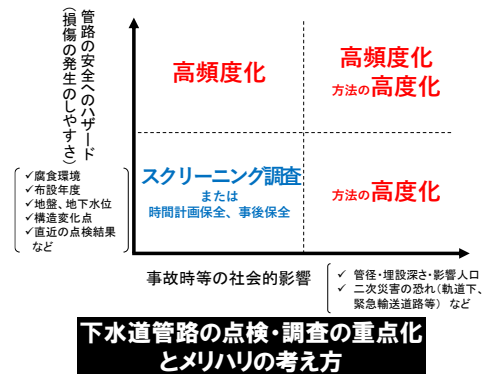 管路の安全へのハザード
(損傷の発生のしやすさ)
高頻度化
高頻度化
方法の高度化
✓腐食環境
✓布設年度
✓地盤、地下水位
✓構造変化点
✓直近の点検結果
など
スクリーニング調査
または
時間計画保全、事後保全
方法の高度化
事故時等の社会的影響
✓ 管径・埋設深さ・影響人口
✓ 二次災害の恐れ(軌道下、
緊急輸送道路等) など
下水道管路の点検・調査の重点化
とメリハリの考え方